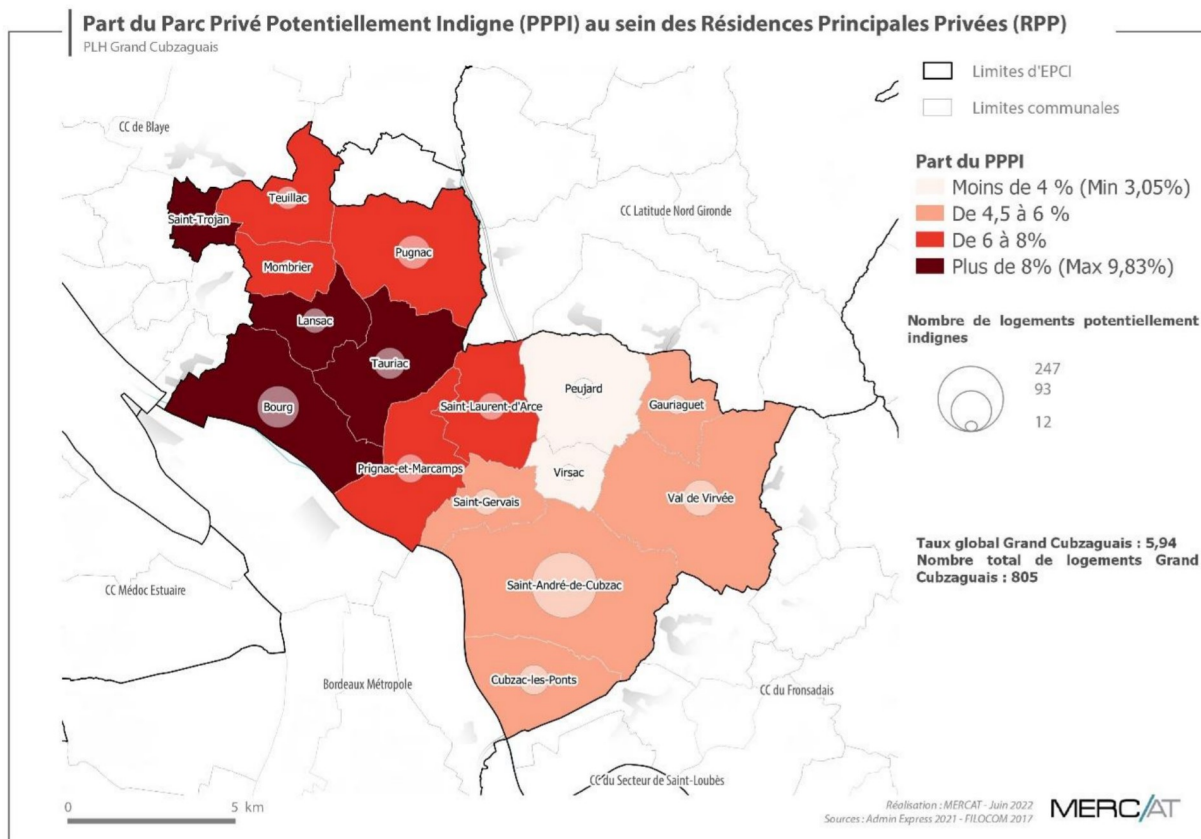 Part du Parc Privé Potentiellement Indigne (PPPI) au sein des Résidences Principales Privées (RPP)
PLH Grand Cubzaguais
Limites d'EPCI
Limites communales
Part du PPPI
Moins de 4 % (Min 3,05%)
De 4,5 à 6 %
De 6 à 8%
Plus de 8% (Max 9,83%)
Nombre de logements potentiellement
indignes
247
93
12
Taux global Grand Cubzaguais : 5,94
Nombre total de logements Grand
Cubzaguais : 805
CC de Blaye
Teuillac
Saint-Trojan
CC Latitude Nord Gironde
Pugnac
Mombrier
Lansac
Tauriac
Peujard
Bourg
Saint-Laurent-d'Arce
Gauriaguet
Prignac-et-Marcamps
Virsac
Saint-Gervais
Val de Virvée
Saint-André-de-Cubzac
CC Médoc Estuaire
Cubzac-les-Ponts
Bordeaux Métropole
CC du Fronsadais
CC du Secteur de Saint-Loubès
0 5 km
Réalisation : MERCAT - Juin 2022
Sources : Admin Express 2021 - FILOCOM 2017
MERC/AT